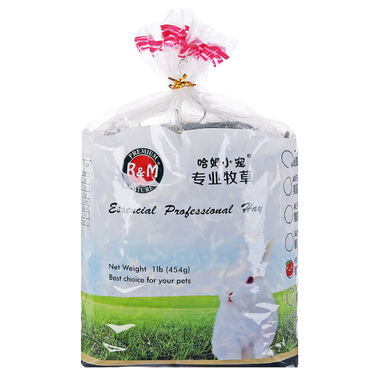 PREMIUM
R&M
NATURE
哈妮小宠®
专业牧草
Essencial Professional Hay
Net Weight 1lb (454g)
Best choice for your pets